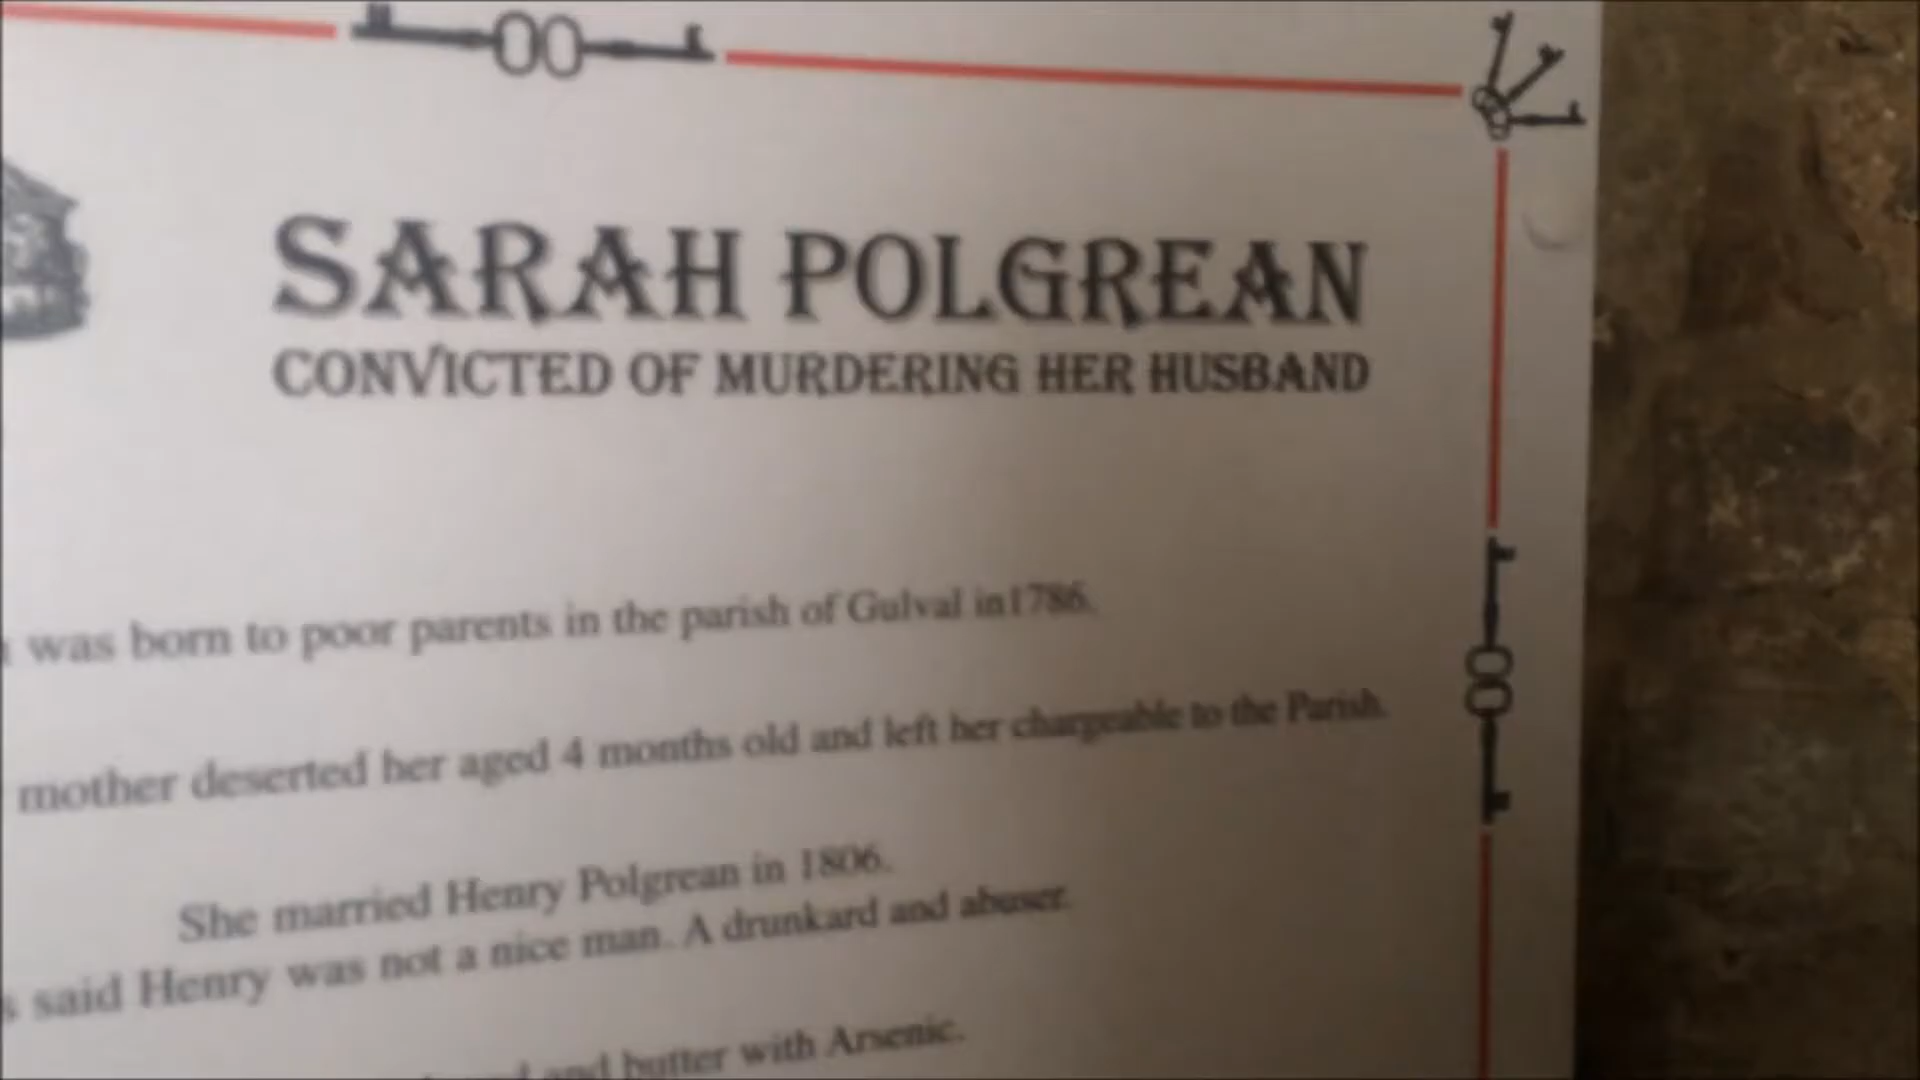 SARAH POLGREAN
CONVICTED OF MURDERING HER HUSBAND
was born to poor parents in the parish of Gulval in1786.
mother deserted her aged 4 months old and left her chargeable to the Parish.
She married Henry Polgrean in 1806.
said Henry was not a nice man. A drunkard and abuser.
and butter with Arsenic.